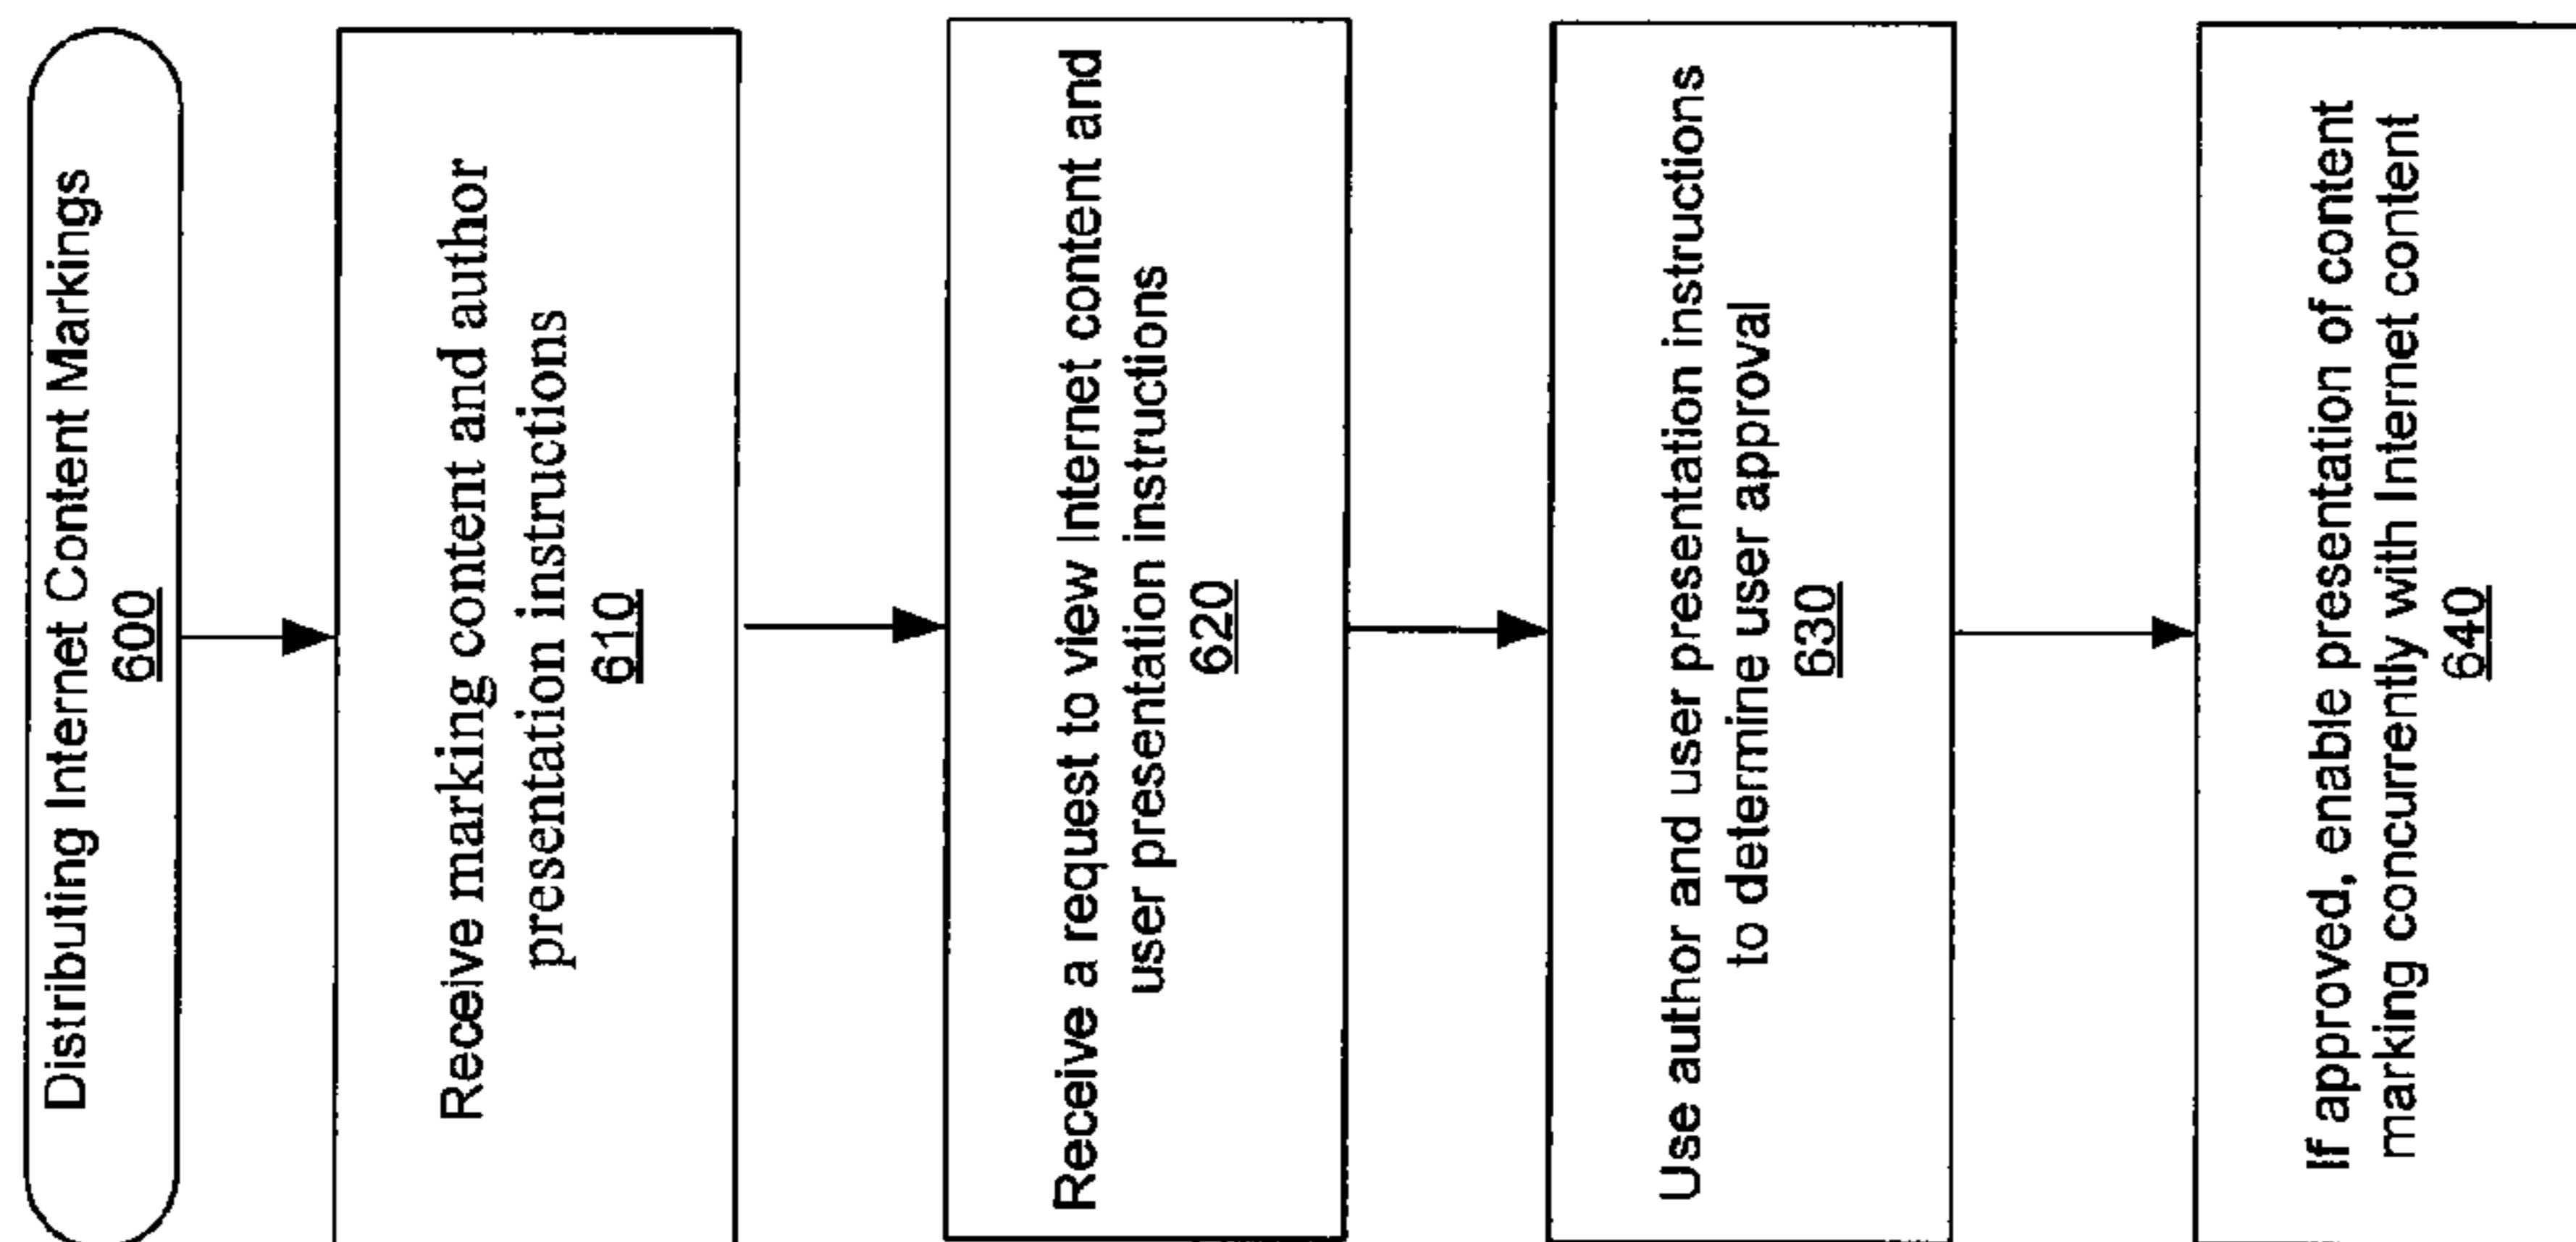 Distributing Internet Content Markings
600
Receive marking content and author
presentation instructions
610
Receive a request to view Internet content and
user presentation instructions
620
Use author and user presentation instructions
to determine user approval
630
If approved, enable presentation of content
marking concurrently with Internet content
640